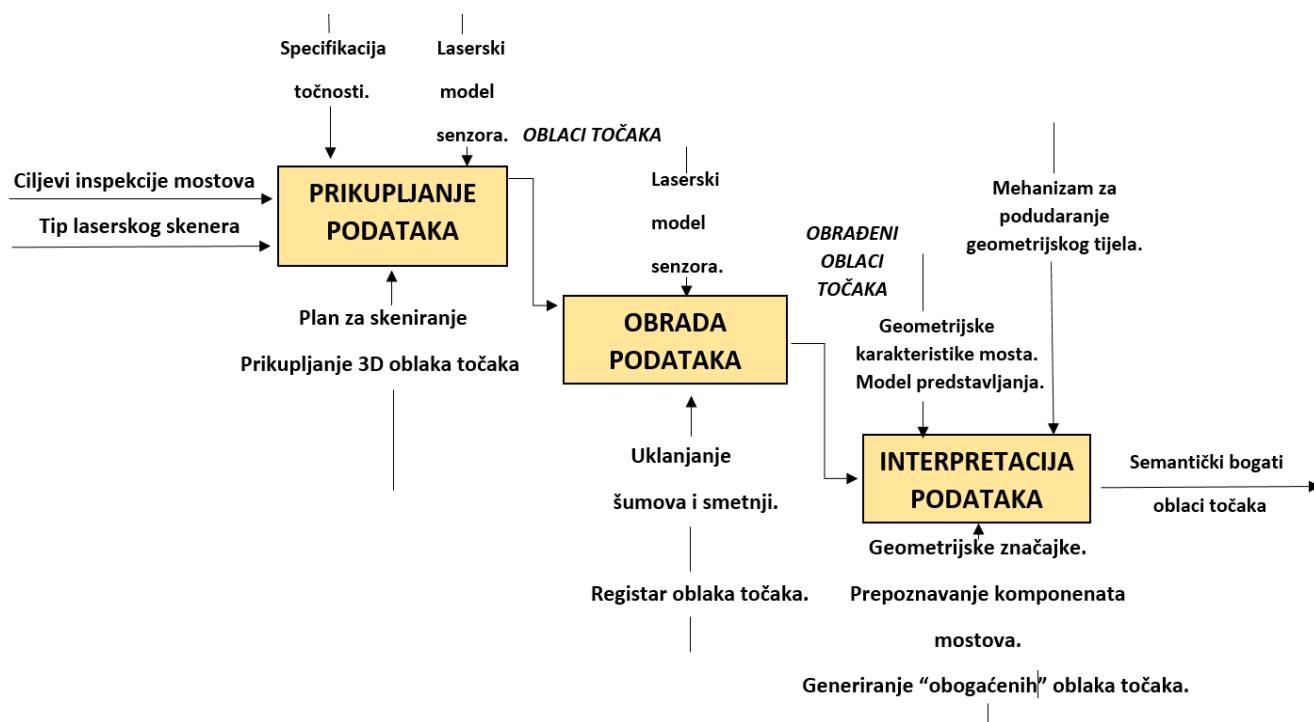 Specifikacija
točnosti.
Laserski
model
senzora.
OBLACI TOČAKA
Ciljevi inspekcije mostova
Tip laserskog skenera
PRIKUPLJANJE
PODATAKA
Plan za skeniranje
Prikupljanje 3D oblaka točaka
Laserski
model
senzora.
OBRADA
PODATAKA
Uklanjanje
šumova i smetnji.
Registar oblaka točaka.
OBRAĐENI
OBLACI
TOČAKA
Geometrijske
karakteristike mosta.
Model predstavljanja.
Mehanizam za
podudaranje
geometrijskog tijela.
INTERPRETACIJA
PODATAKA
Geometrijske značajke.
Prepoznavanje komponenata
mostova.
Generiranje “obogaćenih” oblaka točaka.
Semantički bogati
oblaci točaka